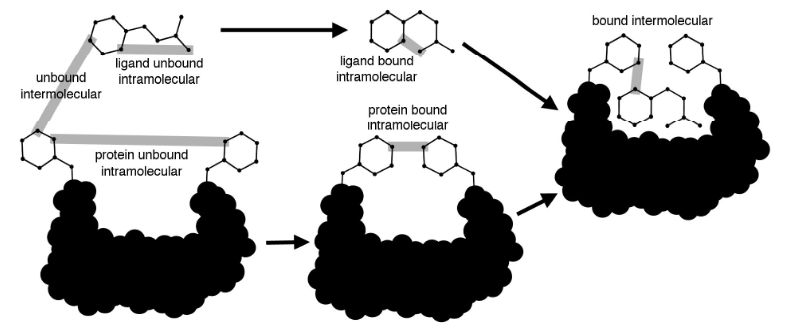 bound intermolecular
ligand unbound
intramolecular
ligand bound
intramolecular
unbound
intermolecular
protein bound
intramolecular
protein unbound
intramolecular